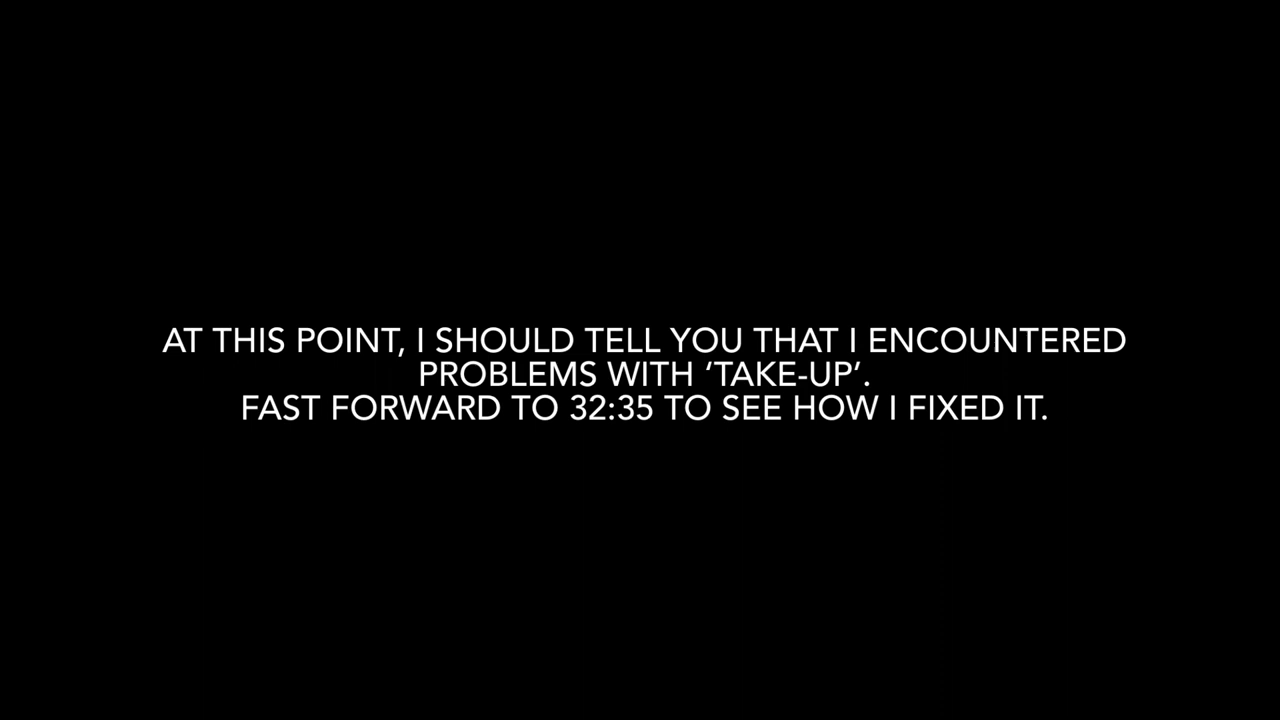 AT THIS POINT, I SHOULD TELL YOU THAT I ENCOUNTERED
PROBLEMS WITH ‘TAKE-UP’.
FAST FORWARD TO 32:35 TO SEE HOW I FIXED IT.